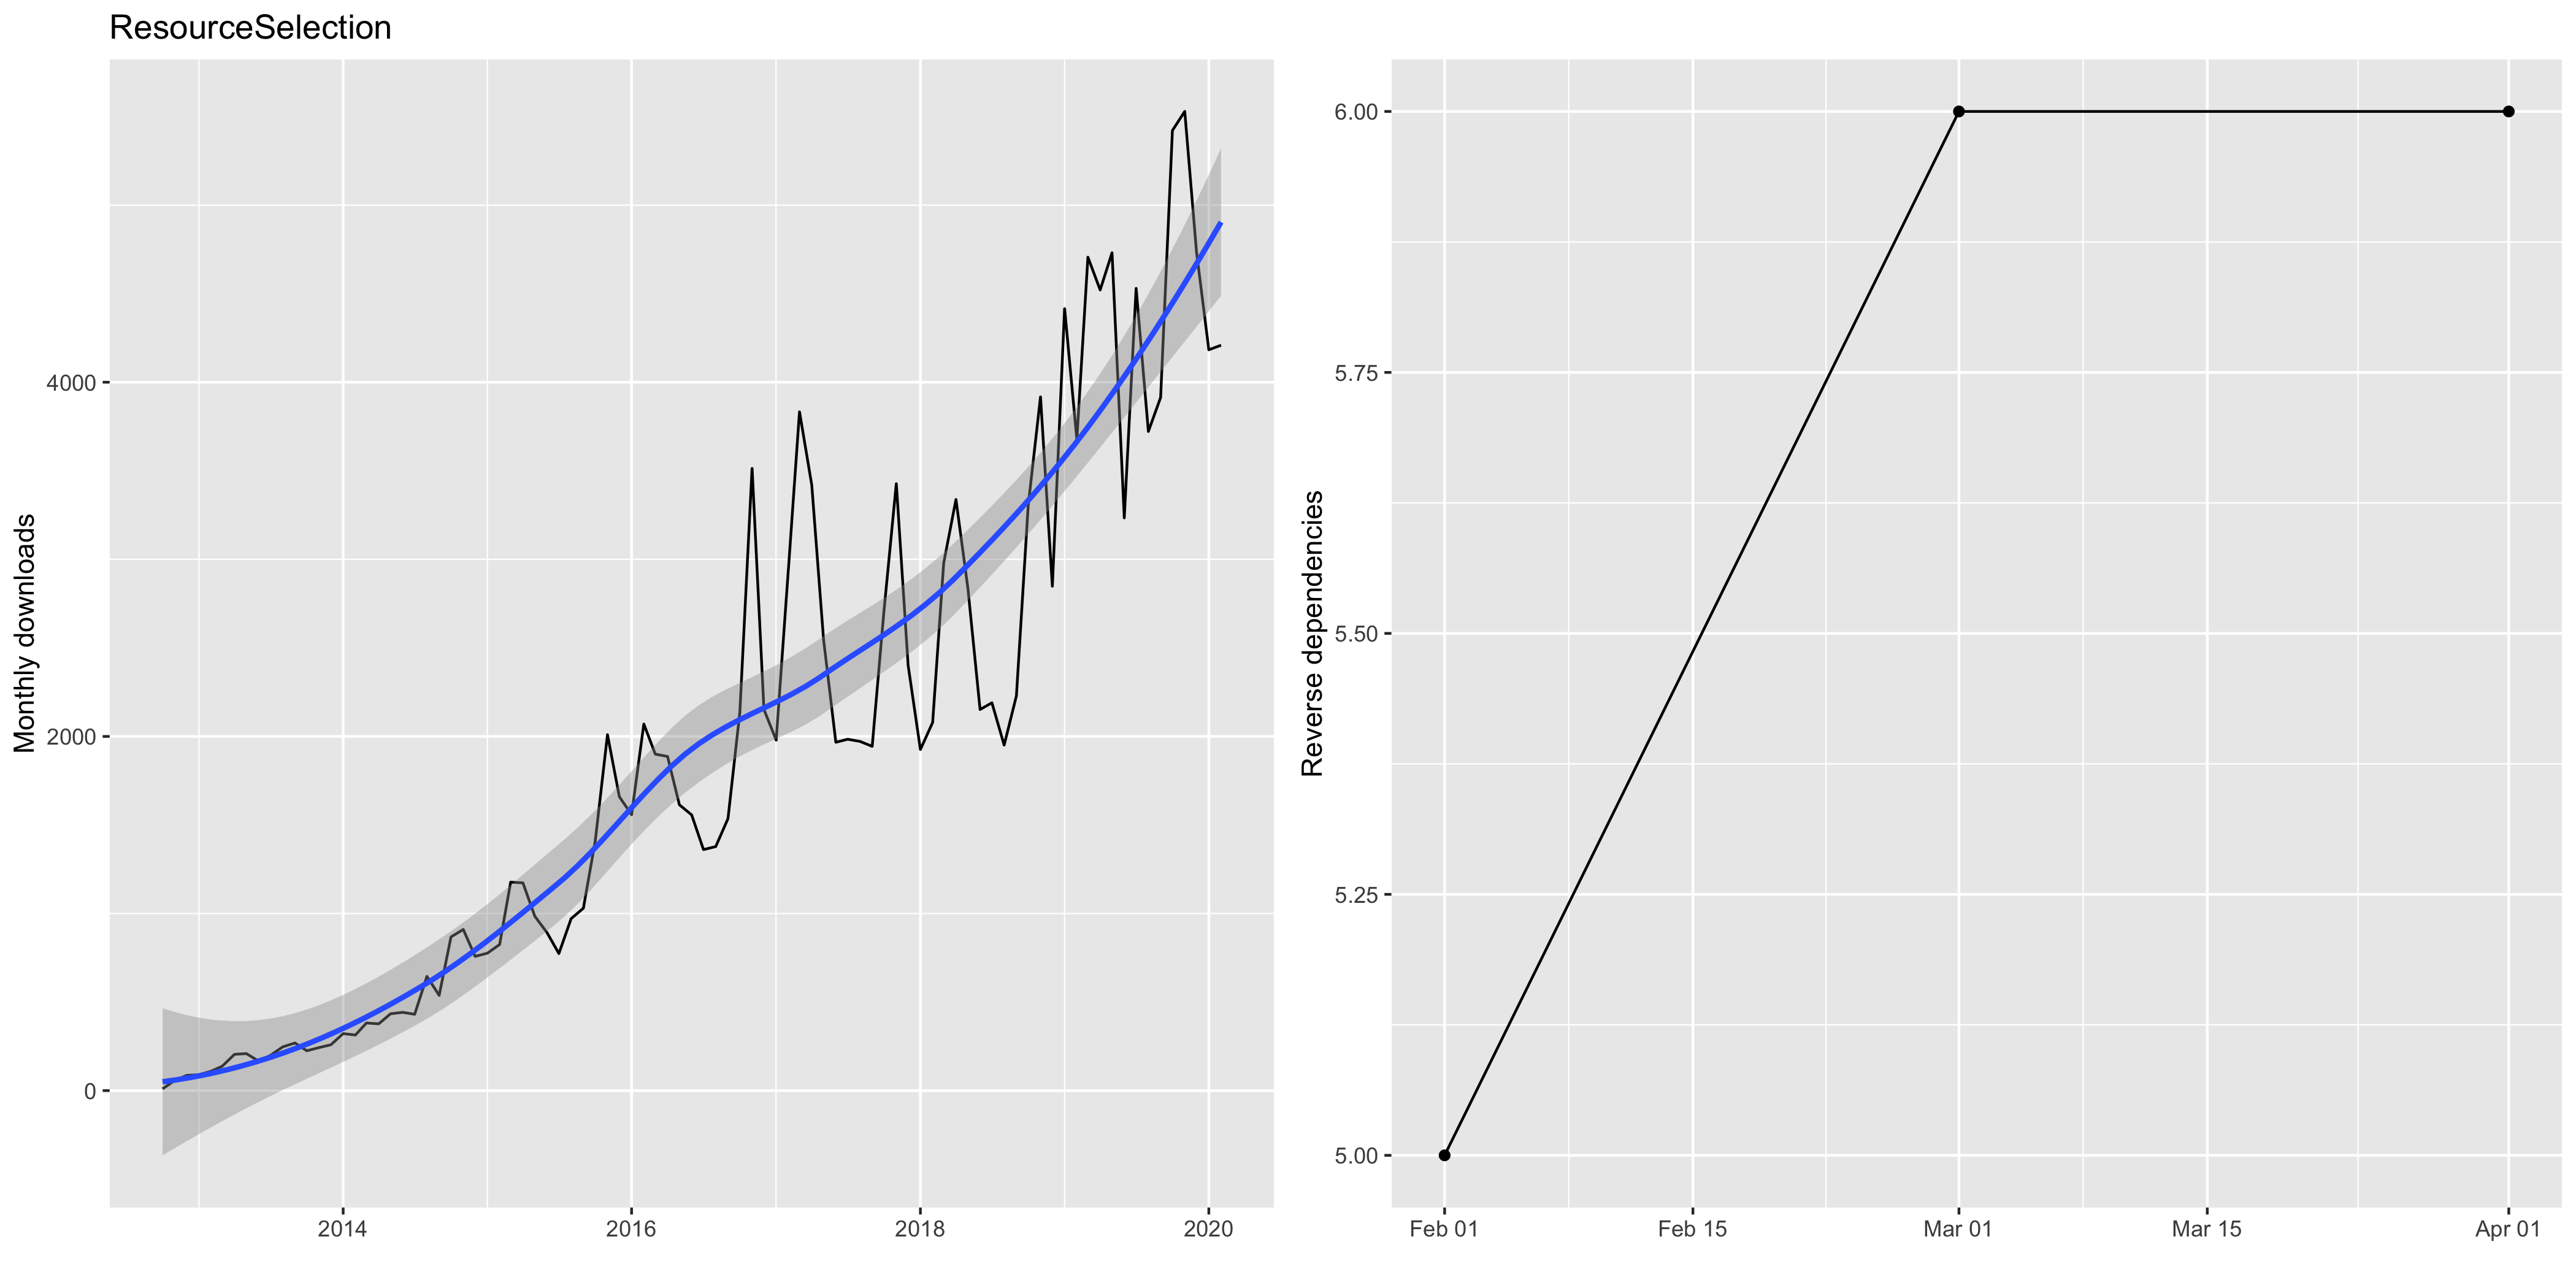 ResourceSelection
Monthly downloads
4000
2000
0
2014 2016 2018 2020
Reverse dependencies
6.00
5.75
5.50
5.25
5.00
Feb 01 Feb 15 Mar 01 Mar 15 Apr 01